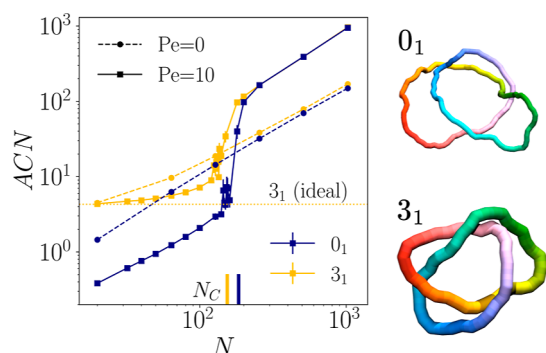 10³
10²
10¹
10⁰
ACN
Pe=0
Pe=10
3₁ (ideal)
0₁
3₁
N_C
10²
10³
N
0₁
3₁